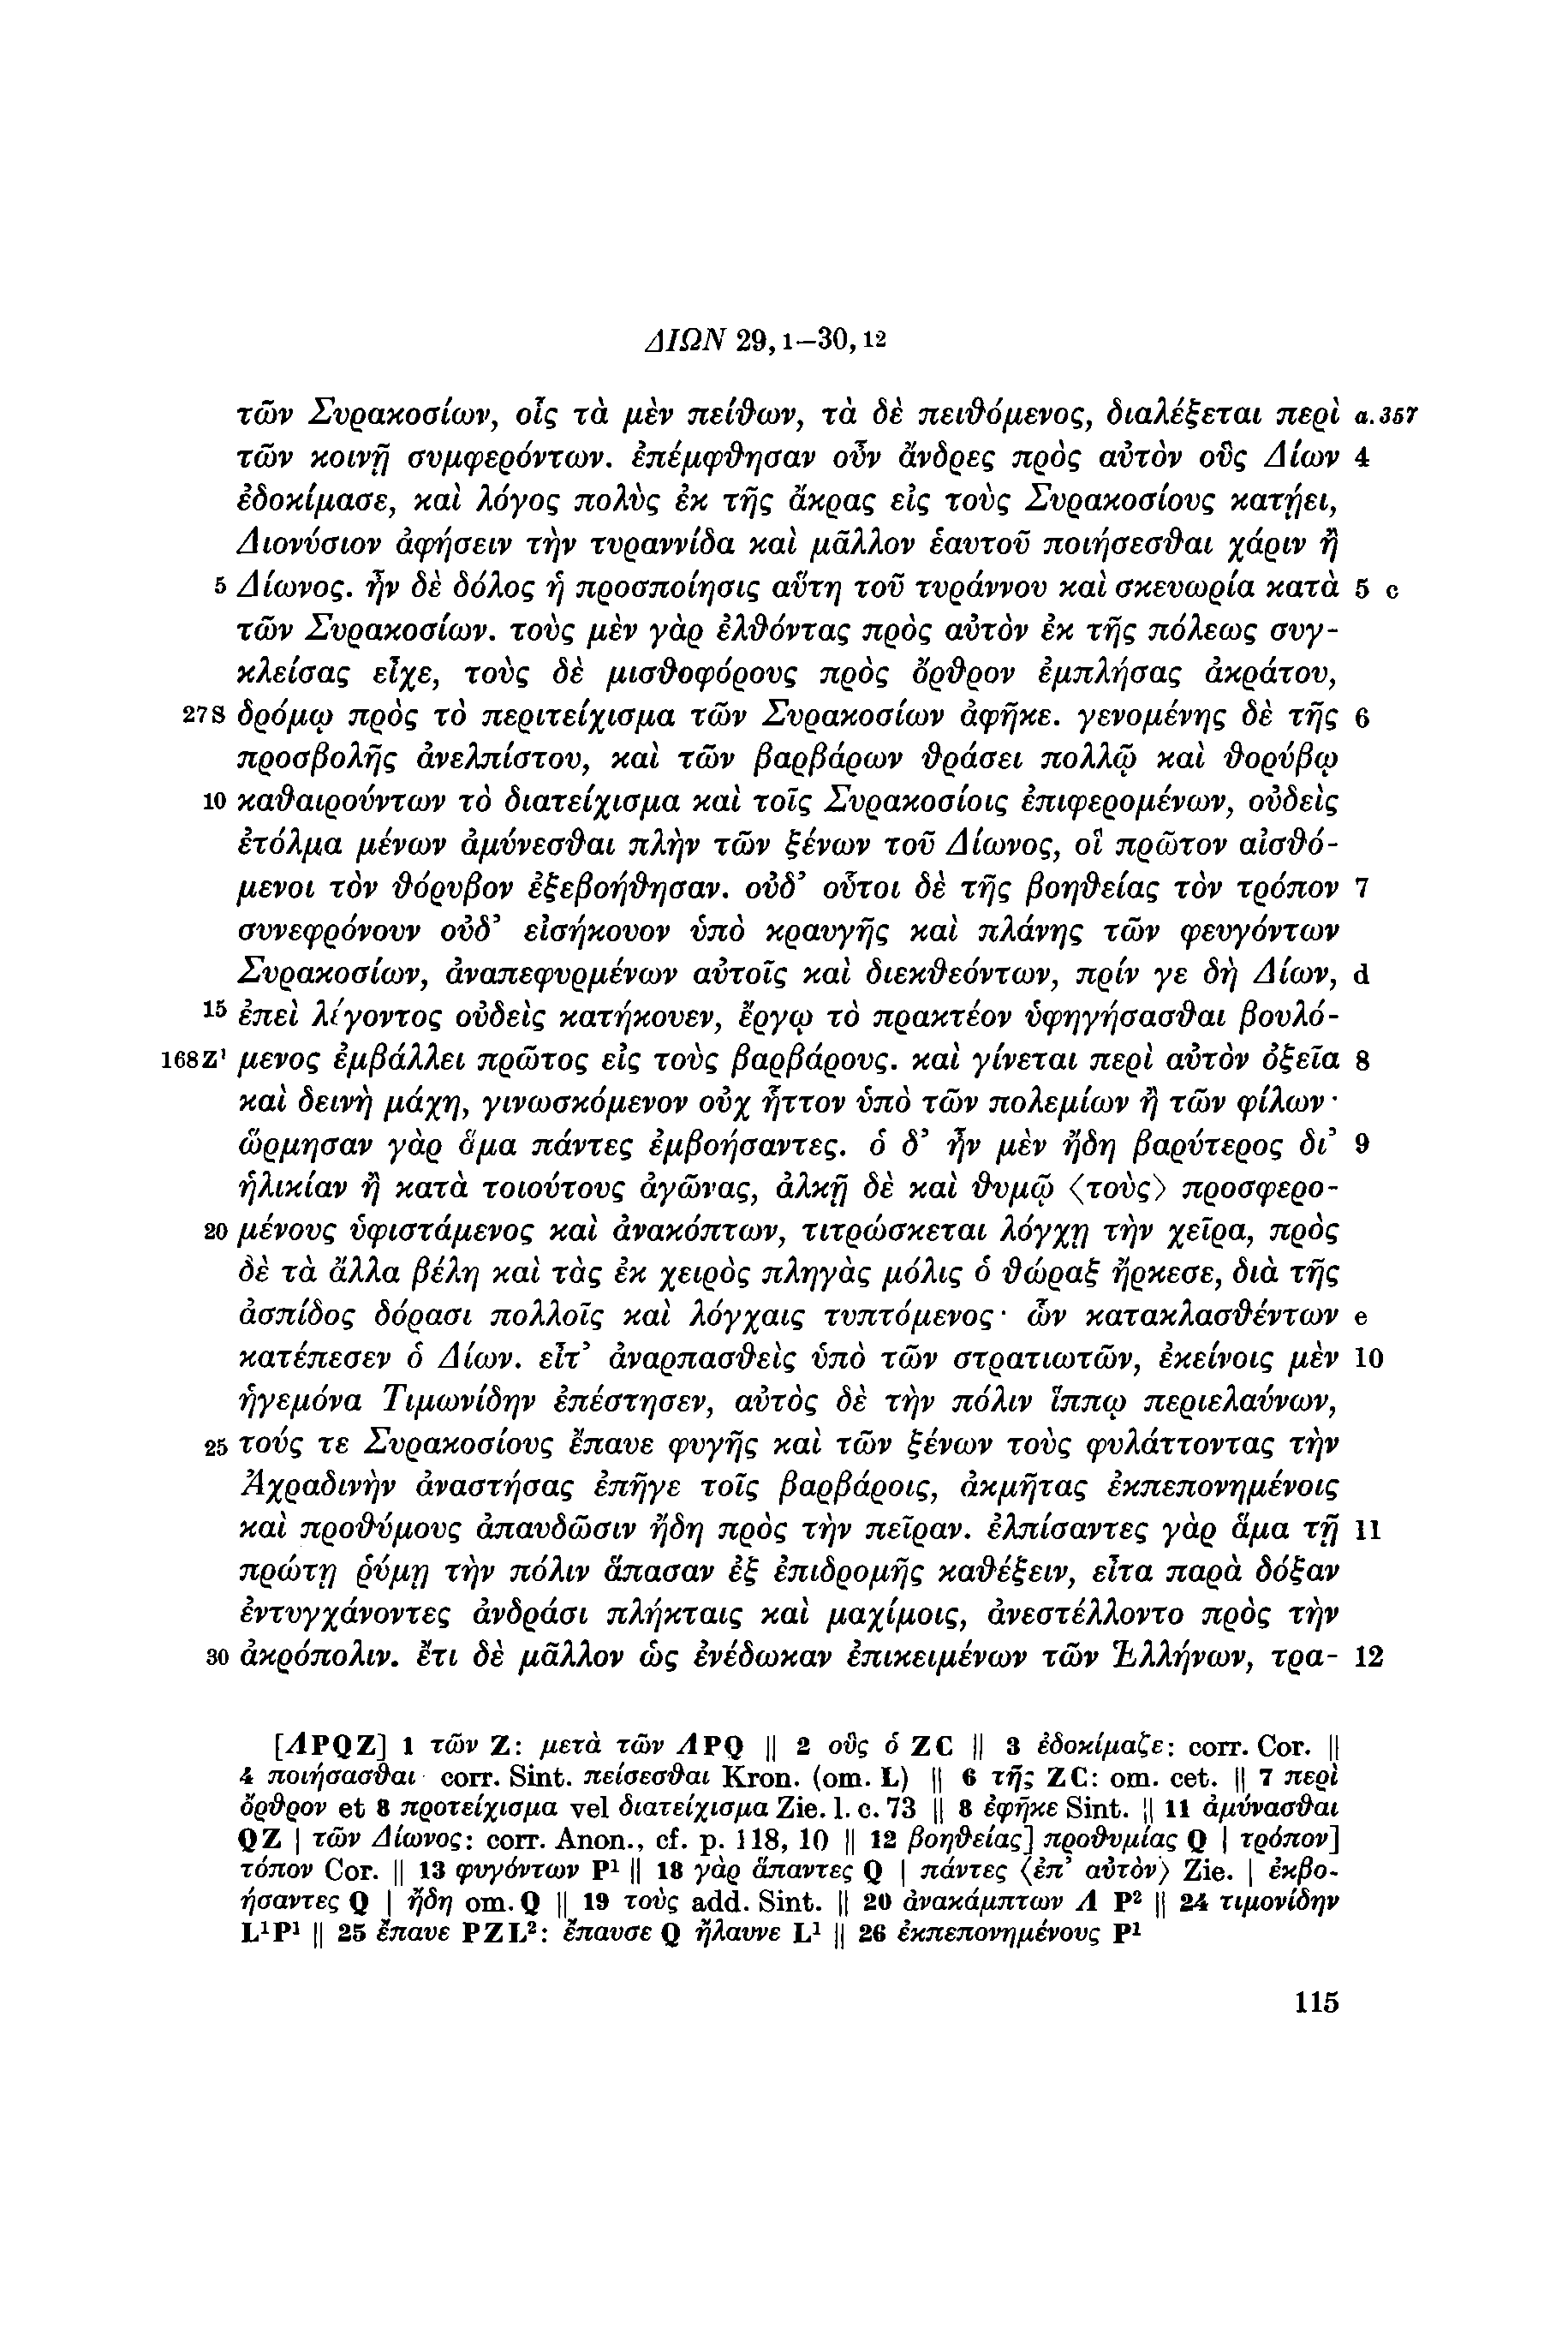 ΔΙΩΝ 29, 1–30, 12
τῶν Συρακοσίων, οἷς τὰ μὲν πείθων, τὰ δὲ πειθόμενος, διαλέξεται περὶ a. 357
τῶν κοινῇ συμφερόντων. ἐπέμφθησαν οὖν ἄνδρες πρὸς αὐτὸν οὓς Δίων 4
ἐδοκίμασε, καὶ λόγος πολὺς ἐκ τῆς ἄκρας εἰς τοὺς Συρακοσίους κατῄει,
Διονύσιον ἀφήσειν τὴν τυραννίδα καὶ μᾶλλον ἑαυτοῦ ποιήσεσθαι χάριν ἢ
5 Δίωνος. ἦν δὲ δόλος ἡ προσποίησις αὕτη τοῦ τυράννου καὶ σκευωρία κατὰ 5 c
τῶν Συρακοσίων. τοὺς μὲν γὰρ ἐλθόντας πρὸς αὐτὸν ἐκ τῆς πόλεως συγ-
κλείσας εἶχε, τοὺς δὲ μισθοφόρους πρὸς ὄρθρον ἐμπλήσας ἀκράτου,
27S δρόμῳ πρὸς τὸ περιτείχισμα τῶν Συρακοσίων ἀφῆκε. γενομένης δὲ τῆς 6
προσβολῆς ἀνελπίστου, καὶ τῶν βαρβάρων θράσει πολλῷ καὶ θορύβῳ
10 καθαιρούντων τὸ διατείχισμα καὶ τοῖς Συρακοσίοις ἐπιφερομένων, οὐδεὶς
ἐτόλμα μένων ἀμύνεσθαι πλὴν τῶν ξένων τοῦ Δίωνος, οἳ πρῶτον αἰσθό-
μενοι τὸν θόρυβον ἐξεβοήθησαν. οὐδ’ οὗτοι δὲ τῆς βοηθείας τὸν τρόπον 7
συνεφρόνουν οὐδ’ εἰσήκουον ὑπὸ κραυγῆς καὶ πλάνης τῶν φευγόντων
Συρακοσίων, ἀναπεφυρμένων αὐτοῖς καὶ διεκθεόντων, πρίν γε δὴ Δίων, d
15 ἐπεὶ λέγοντος οὐδεὶς κατήκουεν, ἔργῳ τὸ πρακτέον ὑφηγήσασθαι βουλό-
168Z¹ μενος ἐμβάλλει πρῶτος εἰς τοὺς βαρβάρους. καὶ γίνεται περὶ αὐτὸν ὀξεῖα 8
καὶ δεινὴ μάχη, γινωσκόμενον οὐχ ἧττον ὑπὸ τῶν πολεμίων ἢ τῶν φίλων·
ὥρμησαν γὰρ ἅμα πάντες ἐμβοήσαντες. ὁ δ’ ἦν μὲν ἤδη βαρύτερος δι’ 9
ἡλικίαν ἢ κατὰ τοιούτους ἀγῶνας, ἀλκῇ δὲ καὶ θυμῷ ⟨τοὺς⟩ προσφερο-
20 μένους ὑφιστάμενος καὶ ἀνακόπτων, τιτρώσκεται λόγχῃ τὴν χεῖρα, πρὸς
δὲ τὰ ἄλλα βέλη καὶ τὰς ἐκ χειρὸς πληγὰς μόλις ὁ θώραξ ἤρκεσε, διὰ τῆς
ἀσπίδος δόρασι πολλοῖς καὶ λόγχαις τυπτόμενος· ὧν κατακλασθέντων e
κατέπεσεν ὁ Δίων. εἶτ’ ἀναρπασθεὶς ὑπὸ τῶν στρατιωτῶν, ἐκείνοις μὲν 10
ἡγεμόνα Τιμωνίδην ἐπέστησεν, αὐτὸς δὲ τὴν πόλιν ἵππῳ περιελαύνων,
25 τούς τε Συρακοσίους ἔπαυε φυγῆς καὶ τῶν ξένων τοὺς φυλάττοντας τὴν
Ἀχραδινὴν ἀναστήσας ἐπῆγε τοῖς βαρβάροις, ἀκμῆτας ἐκπεπονημένοις
καὶ προθύμους ἀπαυδῶσιν ἤδη πρὸς τὴν πεῖραν. ἐλπίσαντες γὰρ ἅμα τῇ 11
πρώτῃ ῥύμῃ τὴν πόλιν ἅπασαν ἐξ ἐπιδρομῆς καθέξειν, εἶτα παρὰ δόξαν
ἐντυγχάνοντες ἀνδράσι πλήκταις καὶ μαχίμοις, ἀνεστέλλοντο πρὸς τὴν
30 ἀκρόπολιν. ἔτι δὲ μᾶλλον ὡς ἐνέδωκαν ἐπικειμένων τῶν Ἑλλήνων, τρα- 12
[ΛPQZ] 1 τῶν Z: μετὰ τῶν ΛPQ || 2 οὓς ὁ ZC || 3 ἐδοκίμαζε: corr. Cor. ||
4 ποιήσασθαι corr. Sint. πείσεσθαι Kron. (om. L) || 6 τῆς ZC: om. cet. || 7 περὶ
ὄρθρον et 8 προτείχισμα vel διατείχισμα Zie. l. c. 73 || 8 ἐφῆκε Sint. || 11 ἀμύνασθαι
QZ | τῶν Δίωνος: corr. Anon., cf. p. 118, 10 || 12 βοηθείας] προθυμίας Q | τρόπον]
τόπον Cor. || 13 φυγόντων P¹ || 18 γὰρ ἅπαντες Q | πάντες ⟨ἐπ’ αὐτὸν⟩ Zie. | ἐκβο-
ήσαντες Q | ἤδη om. Q || 19 τοὺς add. Sint. || 20 ἀνακάμπτων Λ P² || 24 τιμονίδην
L¹P¹ || 25 ἔπαυε PZL²: ἔπαυσε Q ἤλαυνε L¹ || 26 ἐκπεπονημένους P¹
115